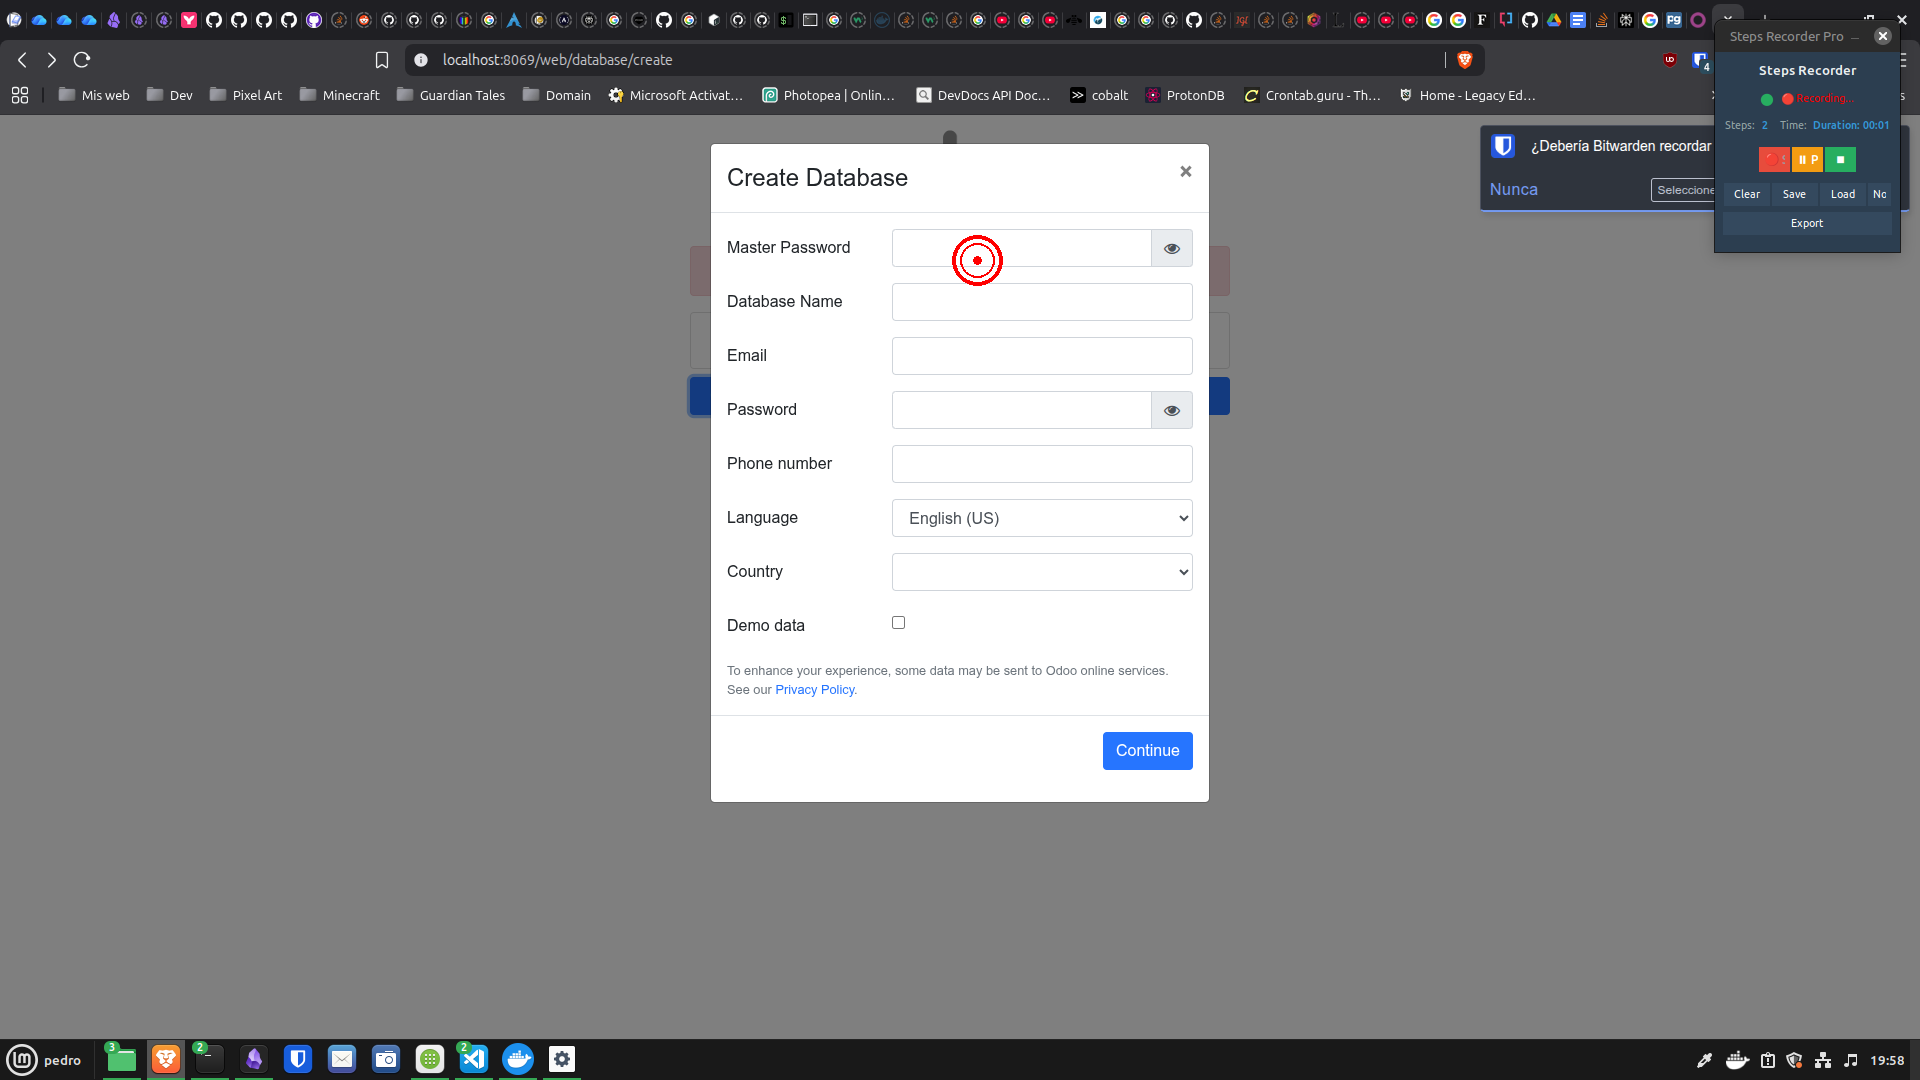 Steps Recorder Pro
localhost:8069/web/database/create
4
Steps Recorder
Mis web
Dev
Pixel Art
Minecraft
Guardian Tales
Domain
Microsoft Activat...
Photopea | Onlin...
DevDocs API Doc...
cobalt
ProtonDB
Crontab.guru - Th...
Home - Legacy Ed...
Recording...
Steps: 2 Time: Duration: 00:01
¿Debería Bitwarden recordar
P
Nunca
Seleccione
Clear Save Load No
Export
Create Database
×
Master Password
Database Name
Email
Password
Phone number
Language English (US)
Country
Demo data
To enhance your experience, some data may be sent to Odoo online services.
See our Privacy Policy.
Continue
pedro
3
2
2
19:58